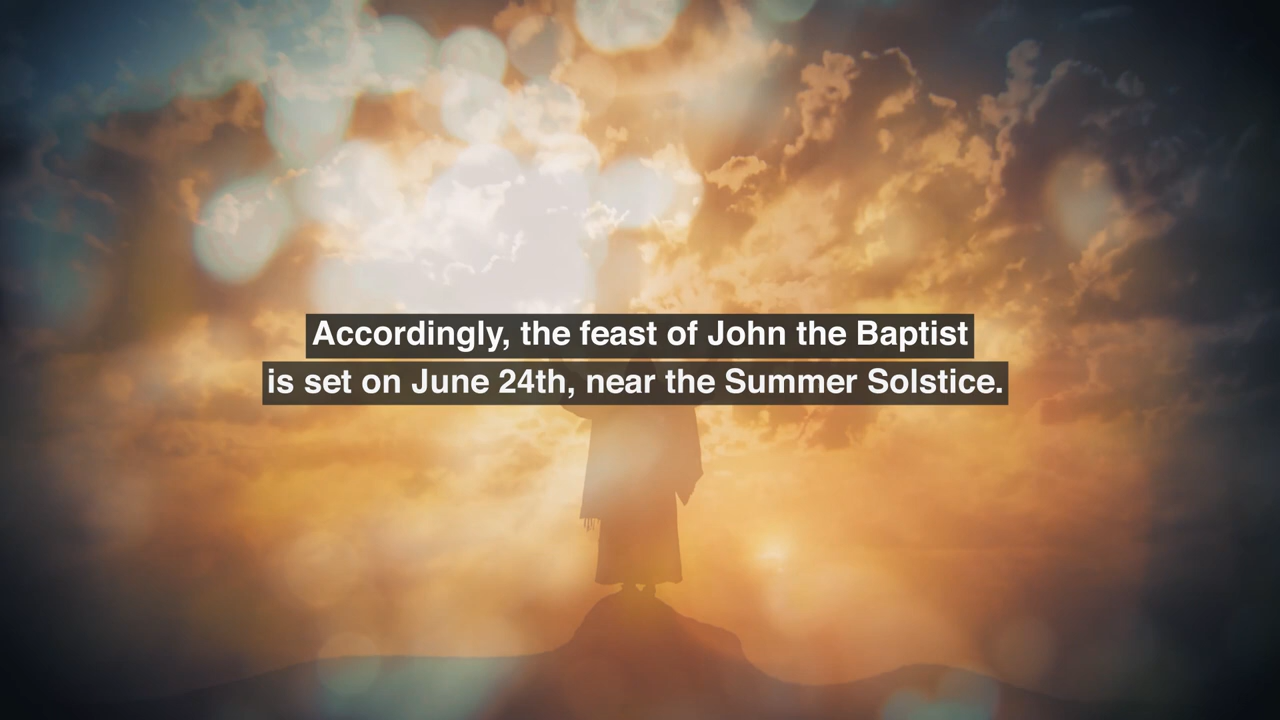 Accordingly, the feast of John the Baptist
is set on June 24th, near the Summer Solstice.